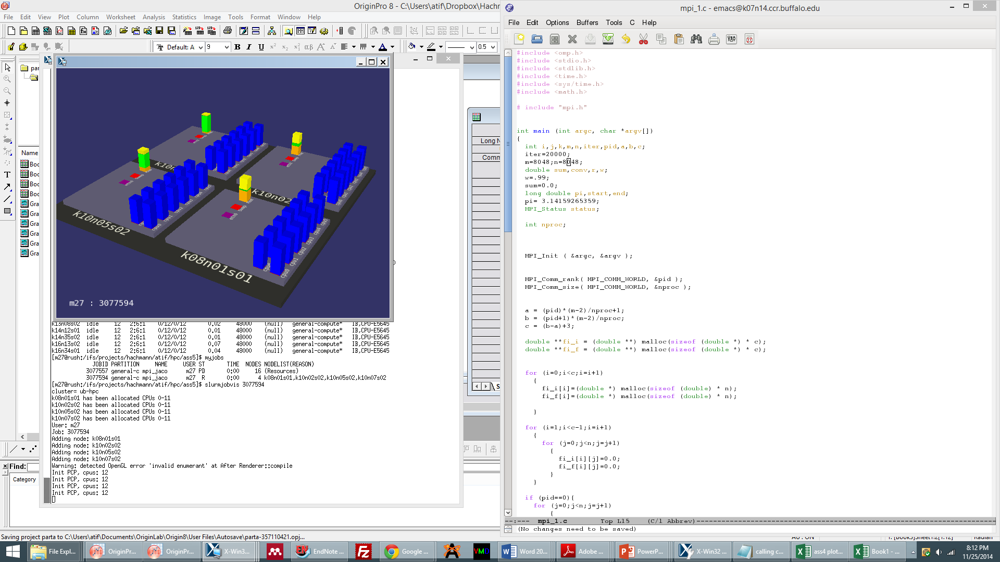 OriginPro 8 - C:\Users\atif\Dropbox\Hachm
File Edit View Plot Column Worksheet Analysis Statistics Image Tools Format Window Help
Default: A 9 B I U 0.5
par
Name
Boo
Boo
Boo
Boo
Gra
Gra
Gra
Gra
Gra
Gra
k10n05s02
k10n02
k08n01s01
m27 : 3077594
k13n08s02 idle 12 2:6:1 0/12/0/12 0.02 48000 (null) general-compute* IB,CPU-E5645
k14n12s01 idle 12 2:6:1 0/12/0/12 0.01 48000 (null) general-compute* IB,CPU-E5645
k14n35s02 idle 12 2:6:1 0/12/0/12 0.01 48000 (null) general-compute* IB,CPU-E5645
k16n13s02 idle 12 2:6:1 0/12/0/12 0.07 48000 (null) general-compute* IB,CPU-E5645
k16n34s01 idle 12 2:6:1 0/12/0/12 0.04 48000 (null) general-compute* IB,CPU-E5645
[m27@rush:/ifs/projects/hachmann/atif/hpc/ass5]$ myjobs
JOBID PARTITION NAME USER ST TIME NODES NODELIST(REASON)
3077557 general-c mpi_jaco m27 PD 0:00 16 (Resources)
3077594 general-c mpi_jaco m27 R 0:00 4 k08n01s01,k10n02s02,k10n05s02,k10n07s02
[m27@rush:/ifs/projects/hachmann/atif/hpc/ass5]$ slurmjobvis 3077594
cluster= ub-hpc
k08n01s01 has been allocated CPUs 0-11
k10n02s02 has been allocated CPUs 0-11
k10n05s02 has been allocated CPUs 0-11
k10n07s02 has been allocated CPUs 0-11
User: m27
Job: 3077594
Adding node: k08n01s01
Adding node: k10n02s02
Adding node: k10n05s02
Adding node: k10n07s02
Warning: detected OpenGL error 'invalid enumerant' at After Renderer::compile
Init PCP, cpus: 12
Init PCP, cpus: 12
Init PCP, cpus: 12
Init PCP, cpus: 12
Long N
Comm
Find:
Category
Saving project parta to C:\Users\atif\Documents\OriginLab\Origin8\User Files\Autosave\parta-357110421.opj...
mpi_1.c - emacs@k07n14.ccr.buffalo.edu
File Edit Options Buffers Tools C Help
#include <omp.h>
#include <stdio.h>
#include <stdlib.h>
#include <time.h>
#include <sys/time.h>
#include <math.h>
# include "mpi.h"
int main (int argc, char *argv[])
{
int i,j,k,m,n,iter,pid,a,b,c;
iter=20000;
m=8048;n=8048;
double sum,conv,r,w;
w=.99;
sum=0.0;
long double pi,start,end;
pi= 3.14159265359;
MPI_Status status;
int nproc;
MPI_Init ( &argc, &argv );
MPI_Comm_rank( MPI_COMM_WORLD, &pid );
MPI_Comm_size( MPI_COMM_WORLD, &nproc );
a = (pid)*(m-2)/nproc+1;
b = (pid+1)*(m-2)/nproc;
c = (b-a)+3;
double **fi_i = (double **) malloc(sizeof (double *) * c);
double **fi_f = (double **) malloc(sizeof (double *) * c);
for (i=0;i<c;i=i+1)
{
fi_i[i]=(double *) malloc(sizeof (double) * n);
fi_f[i]=(double *) malloc(sizeof (double) * n);
}
for (i=1;i<c-1;i=i+1)
{
for (j=0;j<n;j=j+1)
{
fi_i[i][j]=0.0;
fi_f[i][j]=0.0;
}
}
if (pid==0){
for (j=0;j<n;j=j+1)
{
--:--- mpi_1.c Top L15 (C/l Abbrev)
(No changes need to be saved)
File Expl... OriginPr... OriginPr... X-Win3... EndNote ... Google ... VMD Word 20... Adobe ... PowerP... X-Win32 ... calling c... ass4 plot... Book1 - ...
8:12 PM
11/25/2014